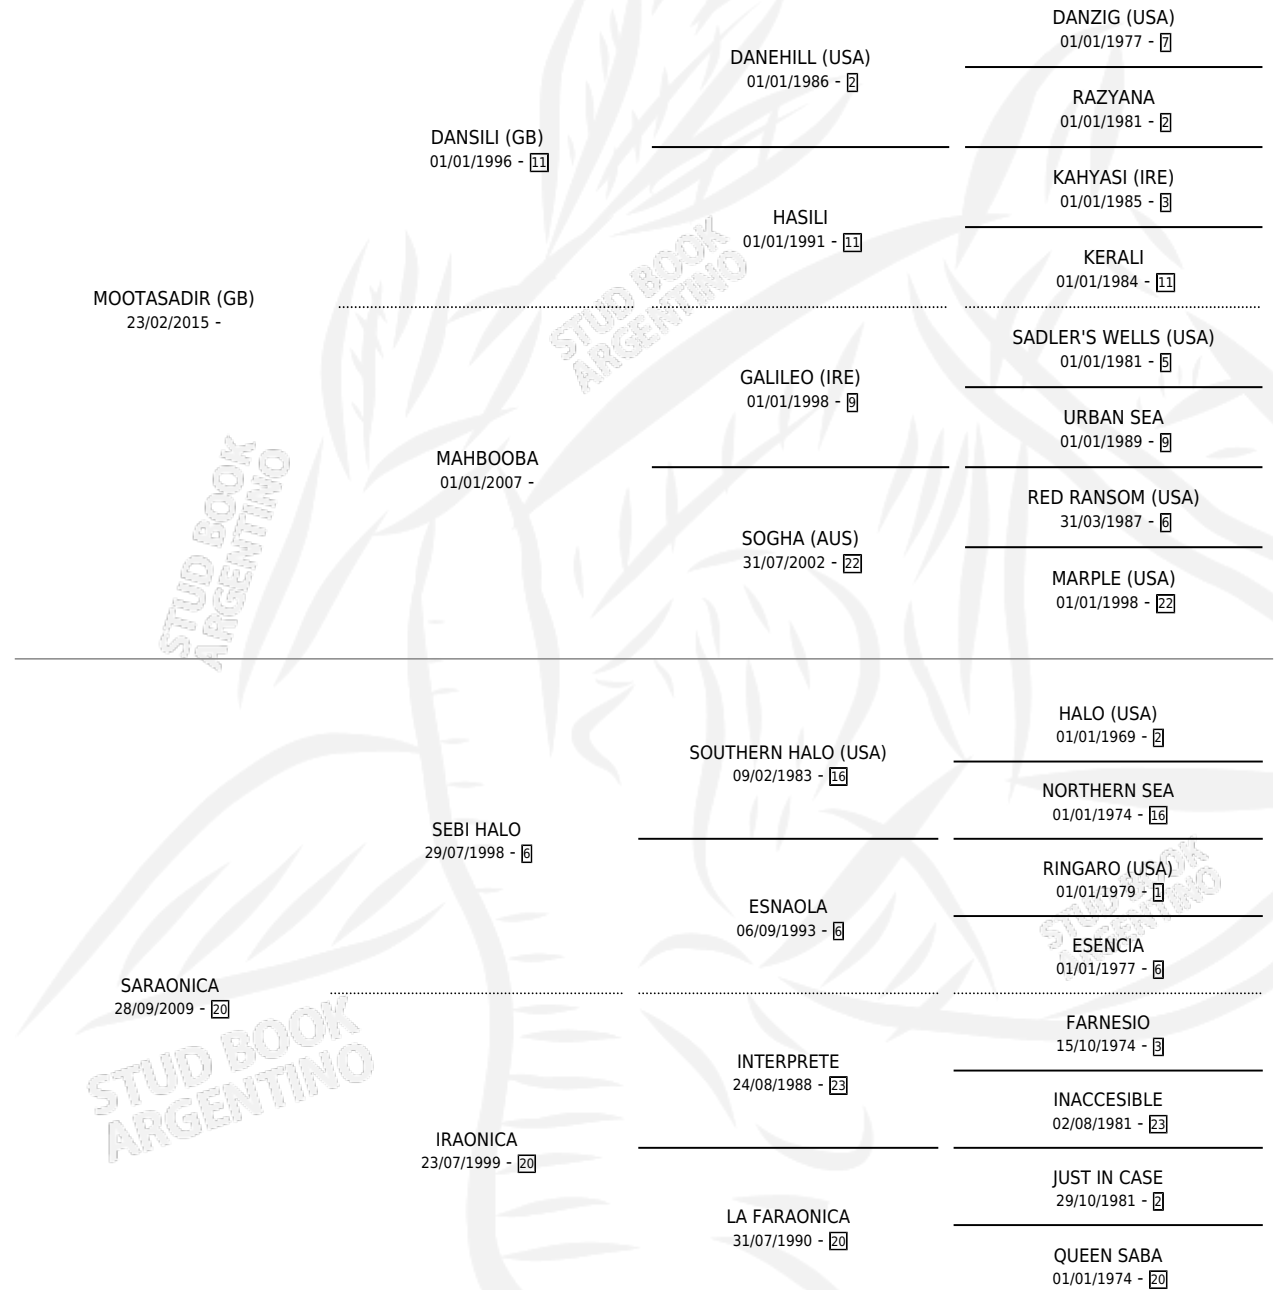 DANZIG (USA)
01/01/1977 - 7
DANEHILL (USA)
01/01/1986 - 2
RAZYANA
01/01/1981 - 2
DANSILI (GB)
01/01/1996 - 11
KAHYASI (IRE)
01/01/1985 - 3
HASILI
01/01/1991 - 11
KERALI
01/01/1984 - 11
MOOTASADIR (GB)
23/02/2015 -
SADLER'S WELLS (USA)
01/01/1981 - 5
GALILEO (IRE)
01/01/1998 - 9
URBAN SEA
01/01/1989 - 9
MAHBOOBA
01/01/2007 -
RED RANSOM (USA)
31/03/1987 - 6
SOGHA (AUS)
31/07/2002 - 22
MARPLE (USA)
01/01/1998 - 22
STUD BOOK
ARGENTINO
STUD BOOK
ARGENTINO
HALO (USA)
01/01/1969 - 2
SOUTHERN HALO (USA)
09/02/1983 - 16
NORTHERN SEA
01/01/1974 - 16
SEBI HALO
29/07/1998 - 6
RINGARO (USA)
01/01/1979 - 1
ESNAOLA
06/09/1993 - 6
ESENCIA
01/01/1977 - 6
STUD BOOK
ARGENTINO
SARAONICA
28/09/2009 - 20
FARNESIO
15/10/1974 - 3
INTERPRETE
24/08/1988 - 23
INACCESIBLE
02/08/1981 - 23
STUD BOOK
ARGENTINO
IRAONICA
23/07/1999 - 20
JUST IN CASE
29/10/1981 - 2
LA FARAONICA
31/07/1990 - 20
QUEEN SABA
01/01/1974 - 20